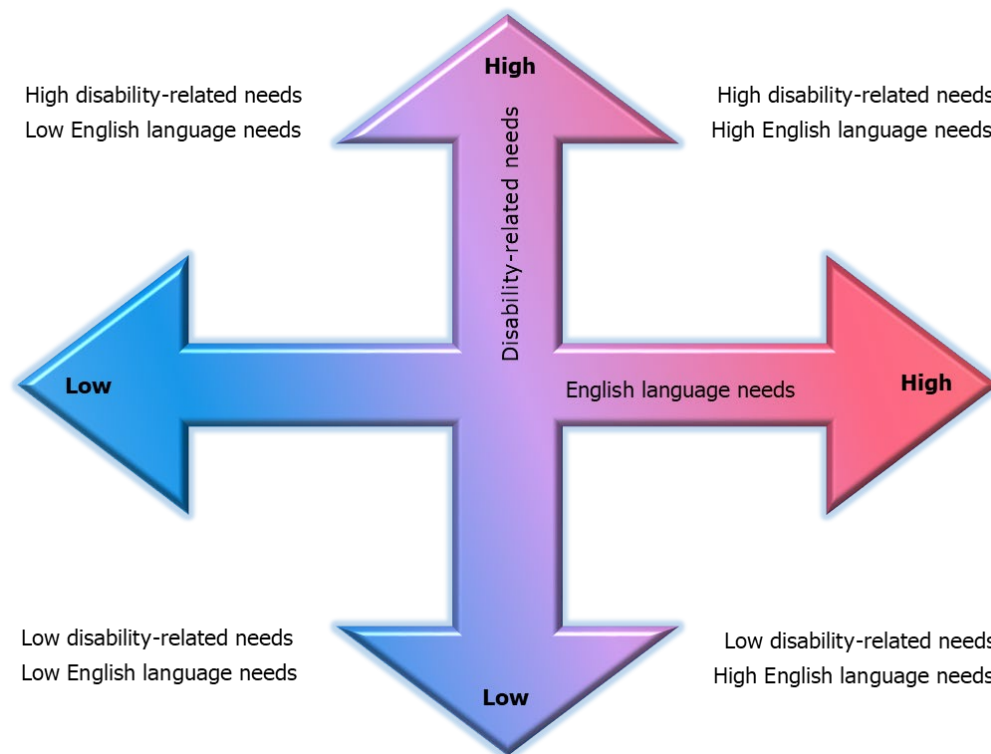 High
High disability-related needs
Low English language needs
High disability-related needs
High English language needs
Disability-related needs
Low
English language needs
High
Low disability-related needs
Low English language needs
Low disability-related needs
High English language needs
Low